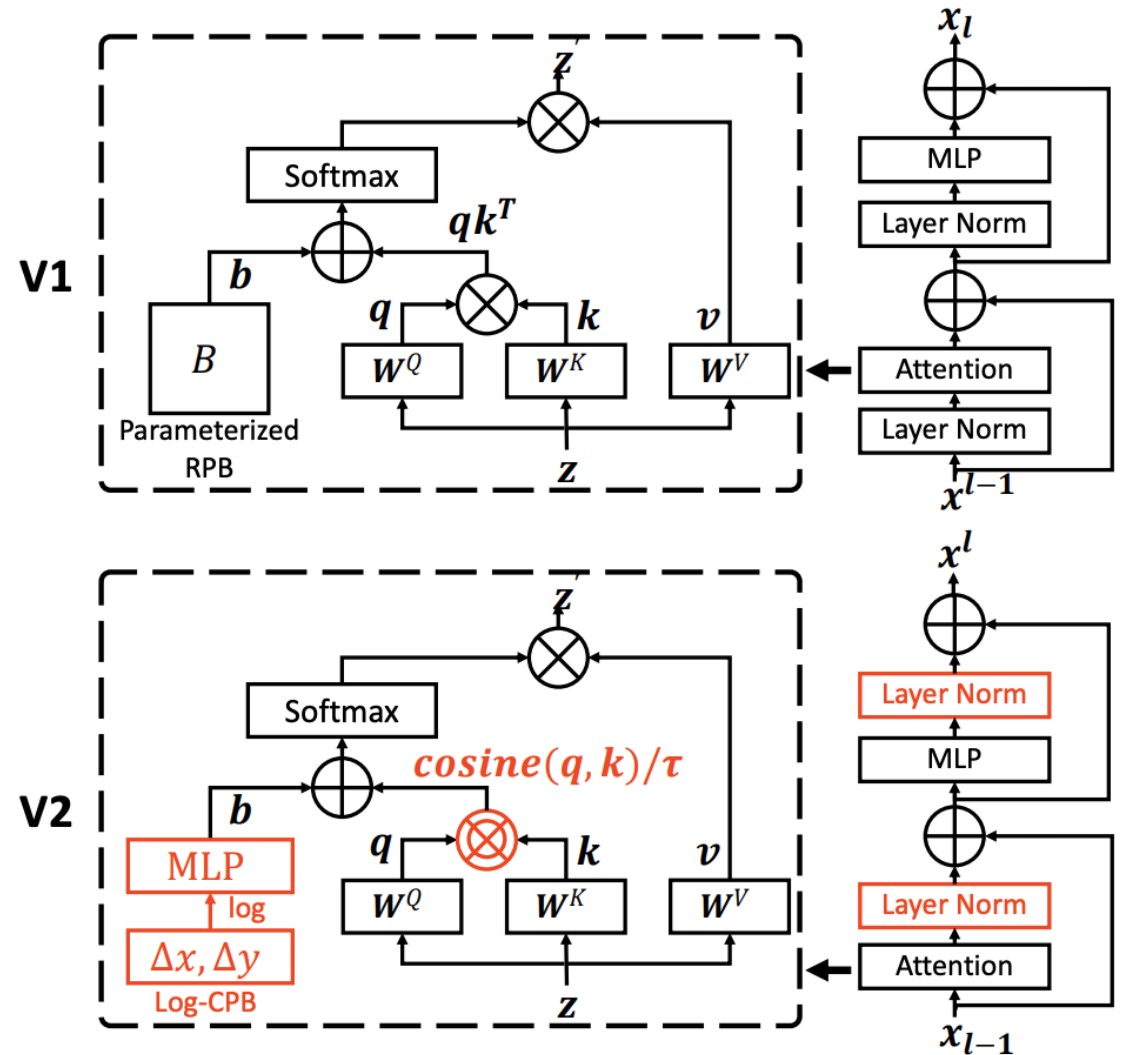 x_l
z′
MLP
Softmax
Layer Norm
qk^T
V1
b
q
k
v
B
W^Q
W^K
W^V
Attention
Parameterized
RPB
Layer Norm
z
x^{l−1}
x^l
z′
Layer Norm
Softmax
MLP
cosine(q, k)/τ
V2
b
q
k
v
MLP
log
W^Q
W^K
W^V
Layer Norm
Δx, Δy
Attention
Log-CPB
z
x_{l−1}